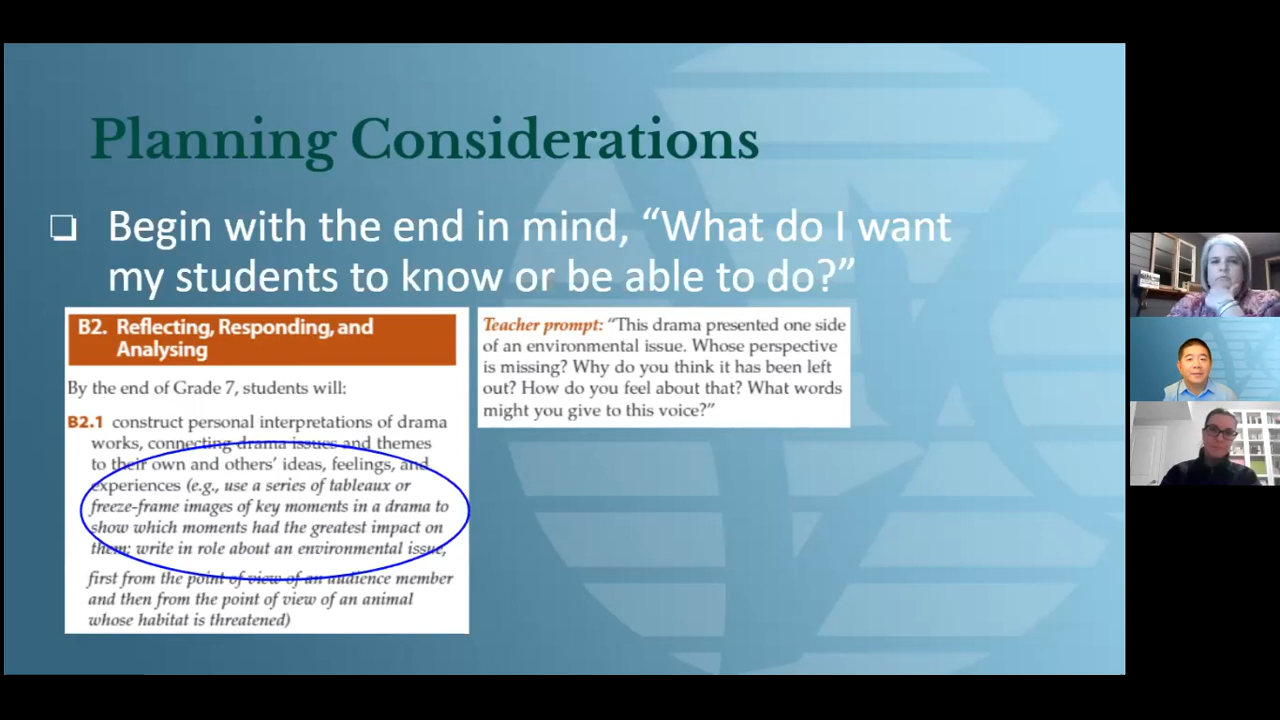 Planning Considerations
Begin with the end in mind, “What do I want
my students to know or be able to do?”
B2. Reflecting, Responding, and
Analysing
By the end of Grade 7, students will:
B2.1 construct personal interpretations of drama
works, connecting drama issues and themes
to their own and others’ ideas, feelings, and
experiences (e.g., use a series of tableaux or
freeze-frame images of key moments in a drama to
show which moments had the greatest impact on
them; write in role about an environmental issue,
first from the point of view of an audience member
and then from the point of view of an animal
whose habitat is threatened)
Teacher prompt: “This drama presented one side
of an environmental issue. Whose perspective
is missing? Why do you think it has been left
out? How do you feel about that? What words
might you give to this voice?”